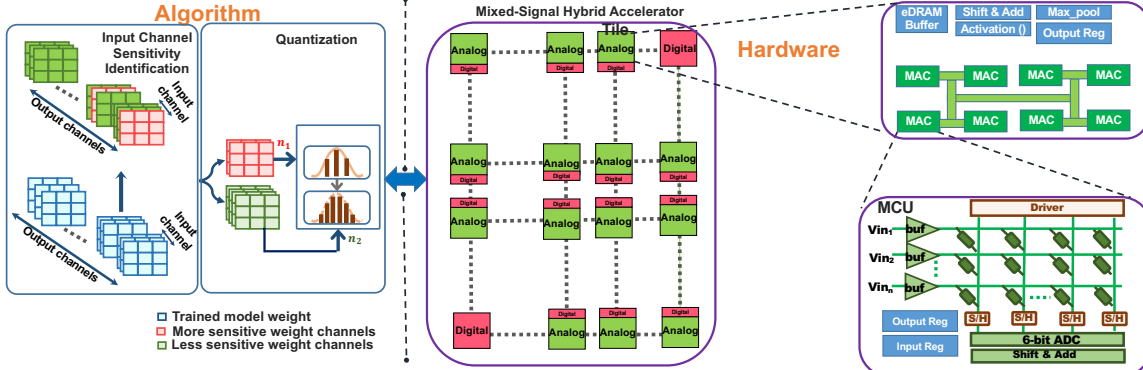 Algorithm
Input Channel
Sensitivity
Identification
Input
channel
Output channels
Input
channel
Output channels
Quantization
n1
n2
Trained model weight
More sensitive weight channels
Less sensitive weight channels
Mixed-Signal Hybrid Accelerator
Tile
Analog
Digital
Analog
Digital
Analog
Digital
Digital
Analog
Digital
Analog
Digital
Analog
Digital
Analog
Digital
Digital
Analog
Digital
Analog
Digital
Analog
Digital
Analog
Digital
Digital
Analog
Digital
Analog
Digital
Analog
Hardware
eDRAM
Buffer
Shift & Add
Activation ()
Max_pool
Output Reg
MAC
MAC
MAC
MAC
MAC
MAC
MAC
MAC
MCU
Driver
Vin1
buf
Vin2
buf
Vinn
buf
S/H
S/H
S/H
S/H
Output Reg
Input Reg
6-bit ADC
Shift & Add